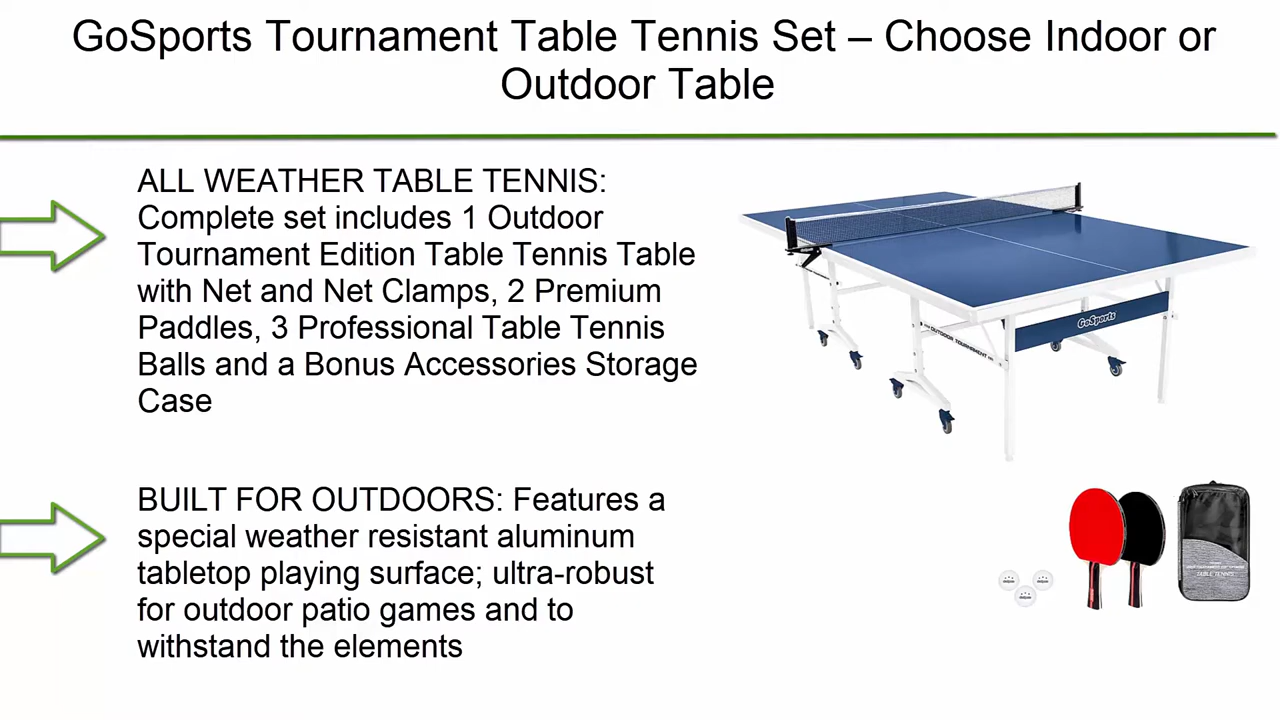 GoSports Tournament Table Tennis Set – Choose Indoor or
Outdoor Table
ALL WEATHER TABLE TENNIS:
Complete set includes 1 Outdoor
Tournament Edition Table Tennis Table
with Net and Net Clamps, 2 Premium
Paddles, 3 Professional Table Tennis
Balls and a Bonus Accessories Storage
Case
BUILT FOR OUTDOORS: Features a
special weather resistant aluminum
tabletop playing surface; ultra-robust
for outdoor patio games and to
withstand the elements
GoSports
OUTDOOR TOURNAMENT
TABLE TENNIS